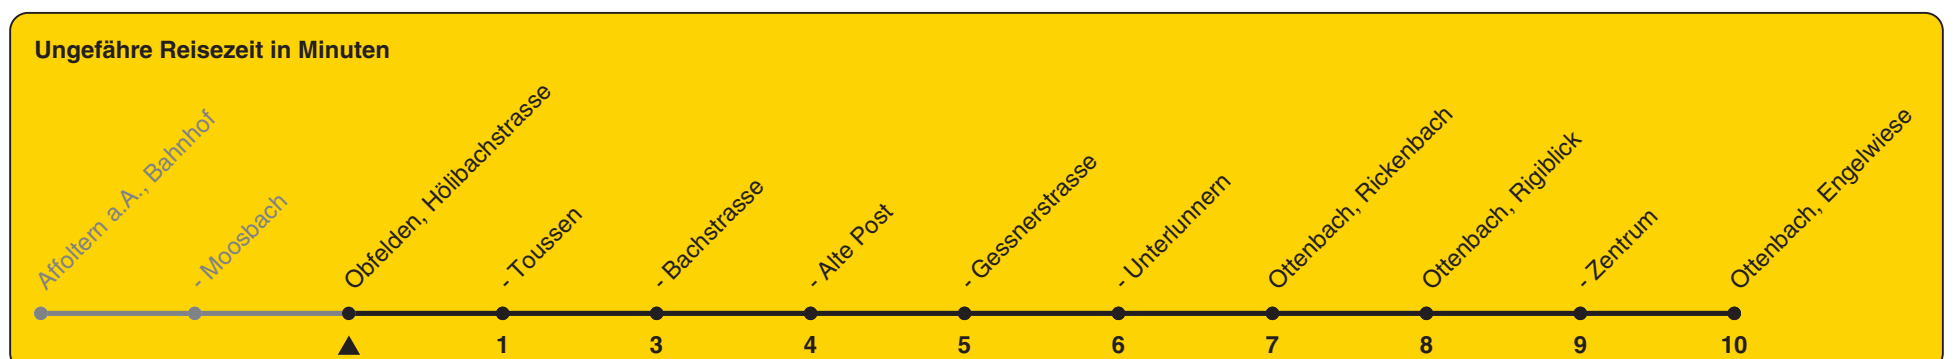 Ungefähre Reisezeit in Minuten
Affoltern a.A., Bahnhof
- Moosbach
Obfelden, Hölibachstrasse
- Toussen
- Bachstrasse
- Alte Post
- Gessnerstrasse
- Unterlunnern
Ottenbach, Rickenbach
Ottenbach, Rigiblick
- Zentrum
Ottenbach, Engelwiese
1 3 4 5 6 7 8 9 10